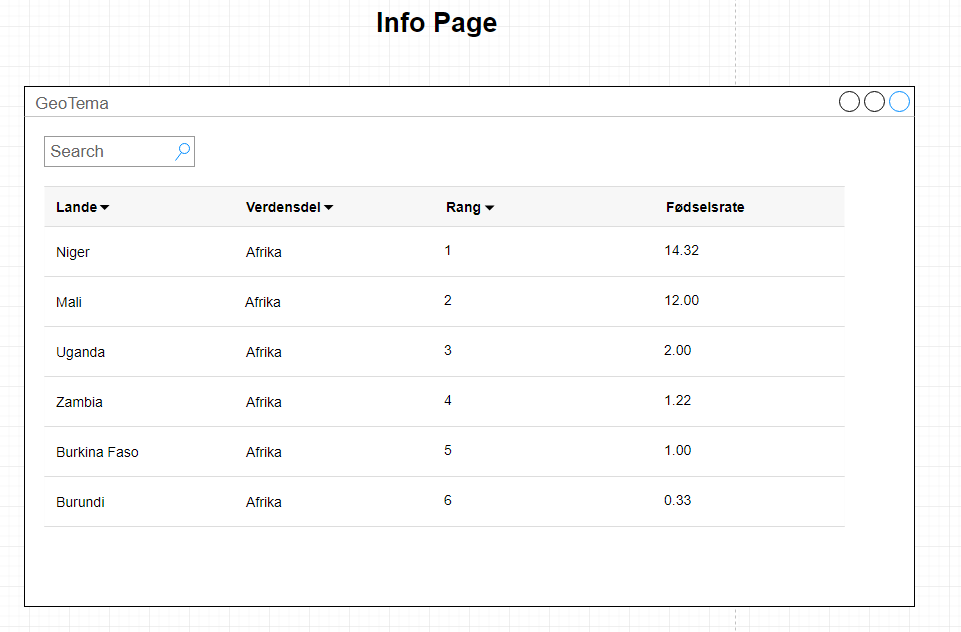 Info Page
GeoTema
Search
Lande Verdensdel Rang Fødselsrate
Niger Afrika 1 14.32
Mali Afrika 2 12.00
Uganda Afrika 3 2.00
Zambia Afrika 4 1.22
Burkina Faso Afrika 5 1.00
Burundi Afrika 6 0.33